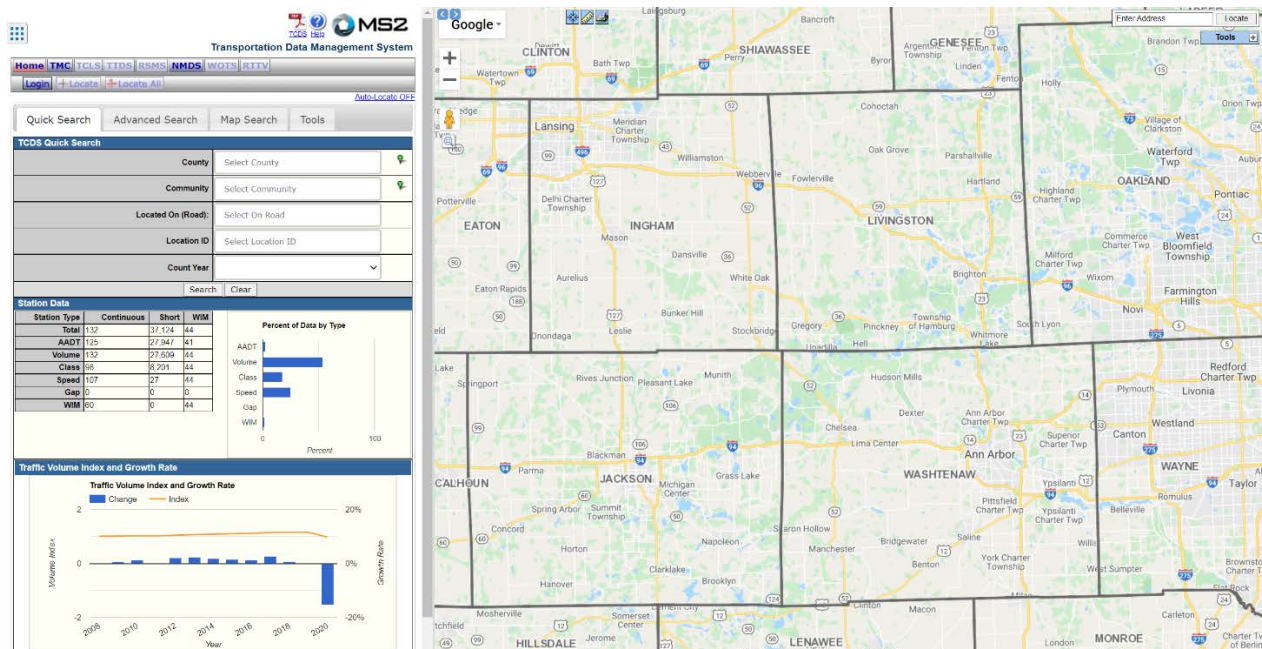 MS2
TCDS Help
Transportation Data Management System
Home TMC TCLS TTDS RSMS NMDS WOTS RTTV
Login Locate Locate All
Auto-Locate OFF
Quick Search Advanced Search Map Search Tools
TCDS Quick Search
County Select County
Community Select Community
Located On (Road): Select On Road
Location ID Select Location ID
Count Year
Search Clear
Station Data
Station Type Continuous Short WIM
Total 132 37,124 44
AADT 125 27,947 41
Volume 132 27,609 44
Class 98 8,201 44
Speed 107 27 44
Gap 0 0 0
WIM 60 0 44
Percent of Data by Type
AADT
Volume
Class
Speed
Gap
WIM
0 100
Percent
Traffic Volume Index and Growth Rate
Traffic Volume Index and Growth Rate
Change Index
2 20%
0 0%
-2 -20%
Volume Index
Growth Rate
2008 2010 2012 2014 2016 2018 2020
Year
Google
Enter Address Locate
Tools
Laingsburg
Bancroft
CLINTON
SHIAWASSEE
GENESEE
Argentine Twp
Fenton Twp
Brandon Twp
Bath Twp
Perry
Byron
Linden
Fenton
Watertown Twp
Holly
Orion Twp
Cohoctah
Lansing
Meridian Charter Township
Williamston
Oak Grove
Parshallville
Village of Clarkston
Waterford Twp
Webberville
Fowlerville
Hartland
Highland Charter Twp
OAKLAND
Pontiac
Potterville
Delhi Charter Township
EATON
INGHAM
LIVINGSTON
Mason
Dansville
Commerce Charter Twp
West Bloomfield Township
Milford Charter Twp
Wixom
Aurelius
White Oak
Brighton
Eaton Rapids
Farmington Hills
Novi
Bunker Hill
Onondaga
Leslie
Stockbridge
Gregory
Pinckney
Township of Hamburg
Whitmore Lake
South Lyon
Unadilla
Hell
Redford Charter Twp
Springport
Rives Junction
Pleasant Lake
Munith
Hudson Mills
Plymouth
Livonia
Dexter
Ann Arbor Charter Twp
Westland
Chelsea
Lima Center
Superior Charter Twp
Canton
Blackman
Ann Arbor
WAYNE
Parma
JACKSON
Grass Lake
WASHTENAW
Ypsilanti
Taylor
CALHOUN
Michigan Center
Romulus
Spring Arbor
Summit Township
Pittsfield Charter Twp
Ypsilanti Charter Twp
Belleville
Concord
Napoleon
Sharon Hollow
Bridgewater
Saline
Willis
Horton
Manchester
York Charter Township
Benton
Clarklake
West Sumpter
Brownstown Charter Twp
Hanover
Brooklyn
Milan
Flat Rock
Mosherville
Somerset Center
Cement City
Clinton
Macon
Carleton
HILLSDALE
Jerome
LENAWEE
London
MONROE
Charter Twp of Berlin